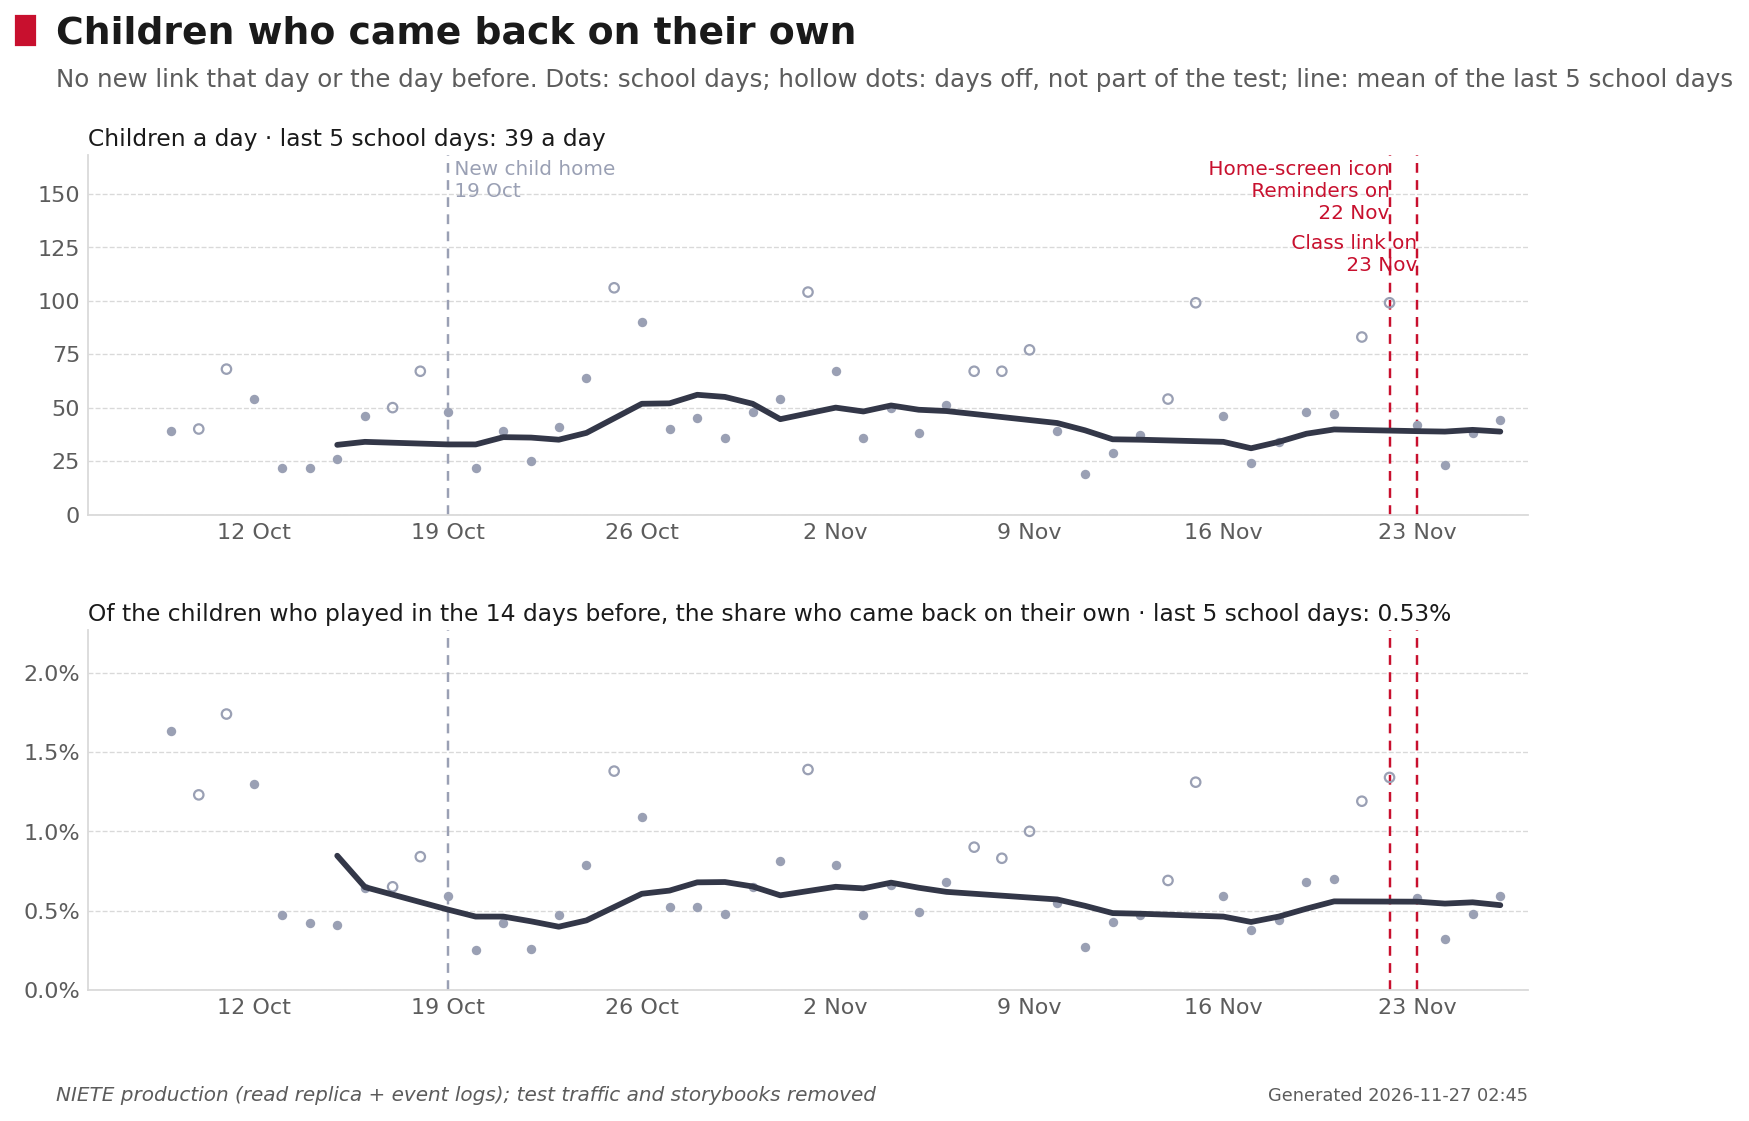 Children who came back on their own
No new link that day or the day before. Dots: school days; hollow dots: days off, not part of the test; line: mean of the last 5 school days
Children a day · last 5 school days: 39 a day
New child home
19 Oct
Home-screen icon
Reminders on
22 Nov
Class link on
23 Nov
150
125
100
75
50
25
0
12 Oct 19 Oct 26 Oct 2 Nov 9 Nov 16 Nov 23 Nov
Of the children who played in the 14 days before, the share who came back on their own · last 5 school days: 0.53%
2.0%
1.5%
1.0%
0.5%
0.0%
12 Oct 19 Oct 26 Oct 2 Nov 9 Nov 16 Nov 23 Nov
NIETE production (read replica + event logs); test traffic and storybooks removed
Generated 2026-11-27 02:45